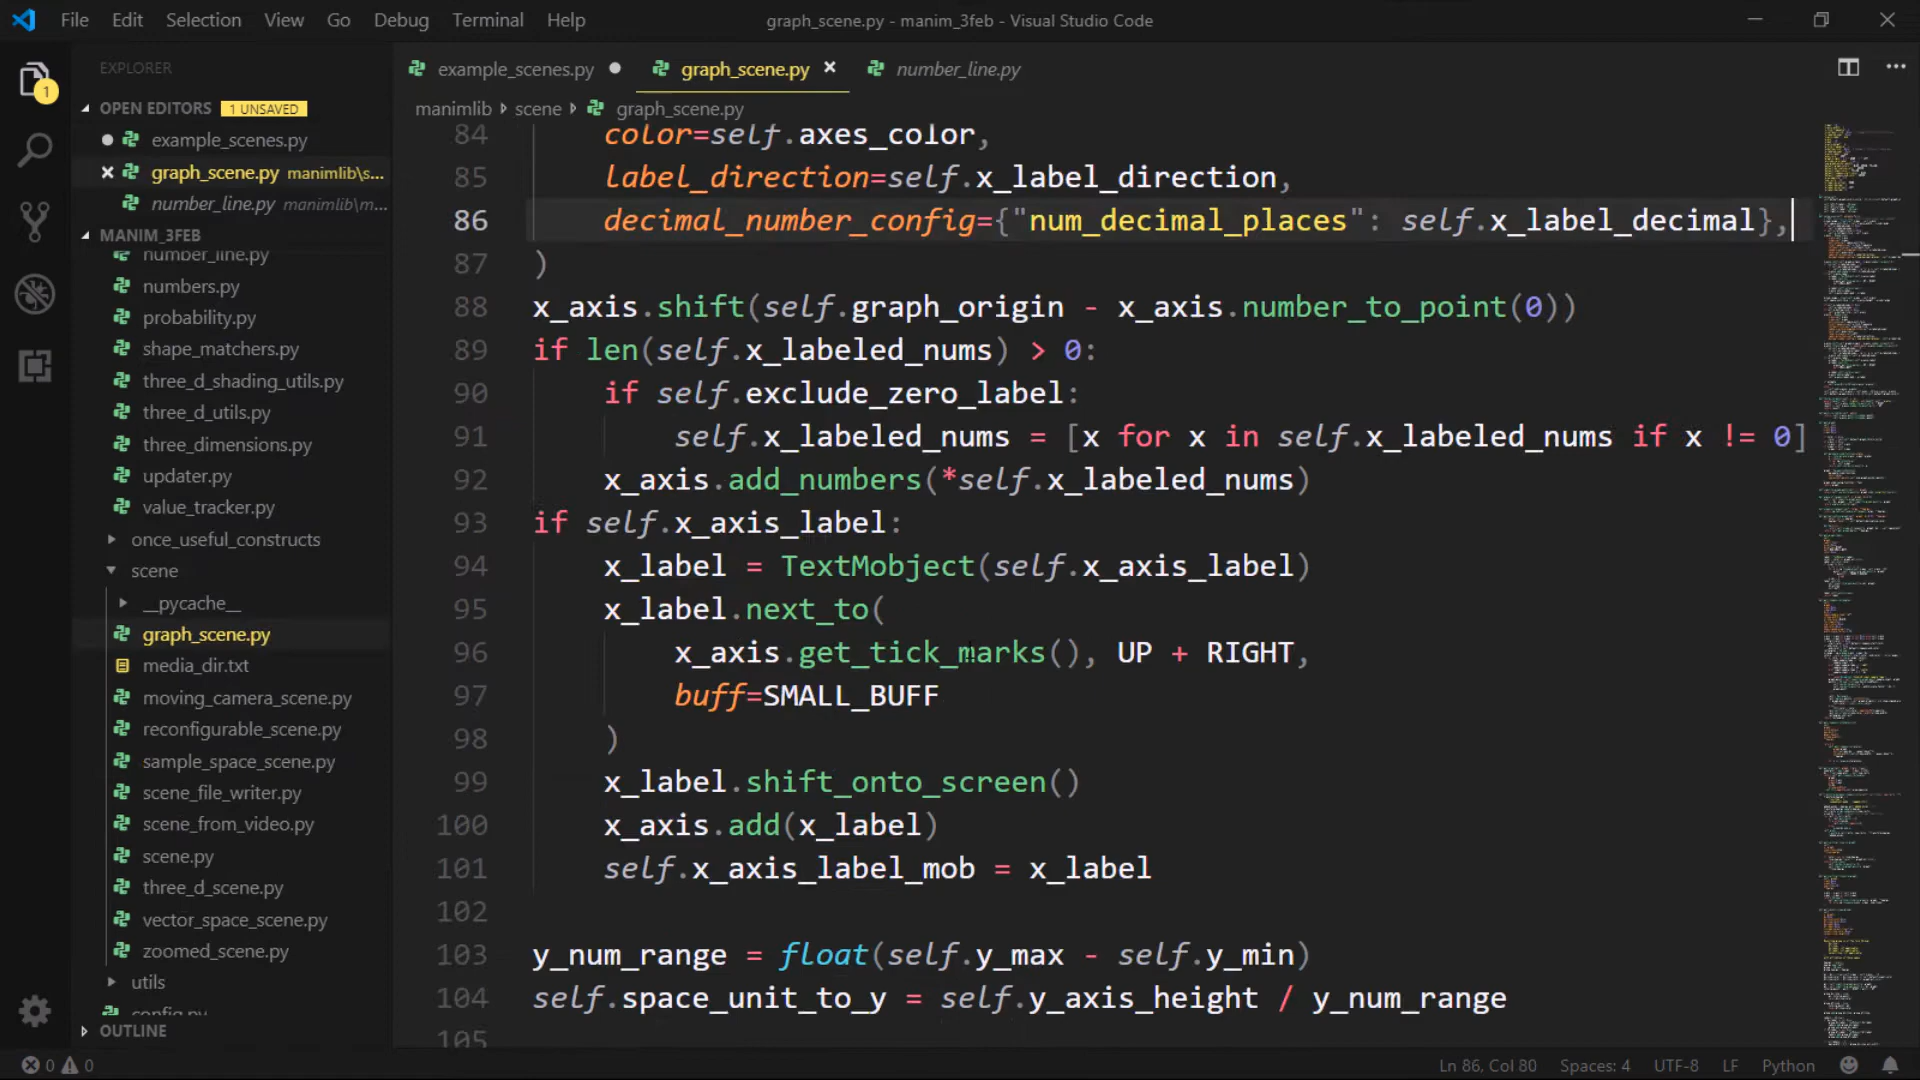 File Edit Selection View Go Debug Terminal Help graph_scene.py - manim_3feb - Visual Studio Code
1
EXPLORER
OPEN EDITORS 1 UNSAVED
example_scenes.py
graph_scene.py manimlib\s...
number_line.py manimlib\m...
MANIM_3FEB
number_line.py
numbers.py
probability.py
shape_matchers.py
three_d_shading_utils.py
three_d_utils.py
three_dimensions.py
updater.py
value_tracker.py
once_useful_constructs
scene
__pycache__
graph_scene.py
media_dir.txt
moving_camera_scene.py
reconfigurable_scene.py
sample_space_scene.py
scene_file_writer.py
scene_from_video.py
scene.py
three_d_scene.py
vector_space_scene.py
zoomed_scene.py
utils
config.py
OUTLINE
example_scenes.py graph_scene.py number_line.py
manimlib scene graph_scene.py
84 color=self.axes_color,
85 label_direction=self.x_label_direction,
86 decimal_number_config={"num_decimal_places": self.x_label_decimal},
87 )
88 x_axis.shift(self.graph_origin - x_axis.number_to_point(0))
89 if len(self.x_labeled_nums) > 0:
90 if self.exclude_zero_label:
91 self.x_labeled_nums = [x for x in self.x_labeled_nums if x != 0]
92 x_axis.add_numbers(*self.x_labeled_nums)
93 if self.x_axis_label:
94 x_label = TextMobject(self.x_axis_label)
95 x_label.next_to(
96 x_axis.get_tick_marks(), UP + RIGHT,
97 buff=SMALL_BUFF
98 )
99 x_label.shift_onto_screen()
100 x_axis.add(x_label)
101 self.x_axis_label_mob = x_label
102
103 y_num_range = float(self.y_max - self.y_min)
104 self.space_unit_to_y = self.y_axis_height / y_num_range
105
0 0 Ln 86, Col 80 Spaces: 4 UTF-8 LF Python